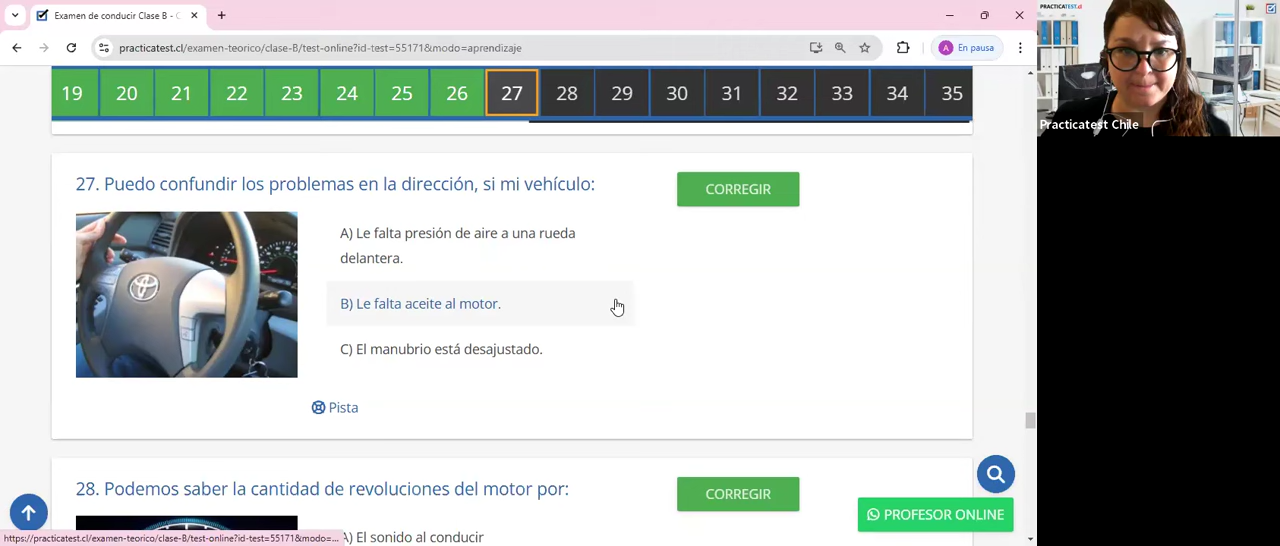 Examen de conducir Clase B - C
practicatest.cl/examen-teorico/clase-B/test-online?id-test=55171&modo=aprendizaje
En pausa
19 20 21 22 23 24 25 26 27 28 29 30 31 32 33 34 35
PRACTICATEST.cl
Practicatest Chile
27. Puedo confundir los problemas en la dirección, si mi vehículo:
CORREGIR
A) Le falta presión de aire a una rueda
delantera.
B) Le falta aceite al motor.
C) El manubrio está desajustado.
Pista
28. Podemos saber la cantidad de revoluciones del motor por:
CORREGIR
A) El sonido al conducir
PROFESOR ONLINE
https://practicatest.cl/examen-teorico/clase-B/test-online?id-test=55171&modo=...